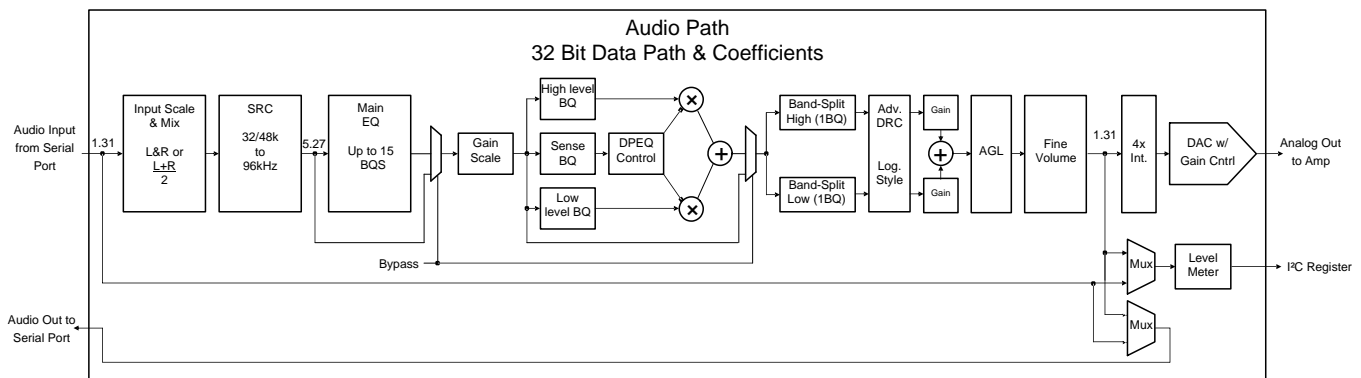 Audio Path
32 Bit Data Path & Coefficients
Audio Input
from Serial
Port
1.31
Input Scale
& Mix
L&R or
L+R
2
SRC
32/48k
to
96kHz
5.27
Main
EQ
Up to 15
BQS
Gain
Scale
High level
BQ
Sense
BQ
Low
level BQ
DPEQ
Control
×
×
+
Band-Split
High (1BQ)
Band-Split
Low (1BQ)
Adv.
DRC
Log.
Style
Gain
+
Gain
AGL
Fine
Volume
1.31
4x
Int.
DAC w/
Gain Cntrl
Analog Out
to Amp
Bypass
Mux
Level
Meter
I²C Register
Mux
Audio Out to
Serial Port